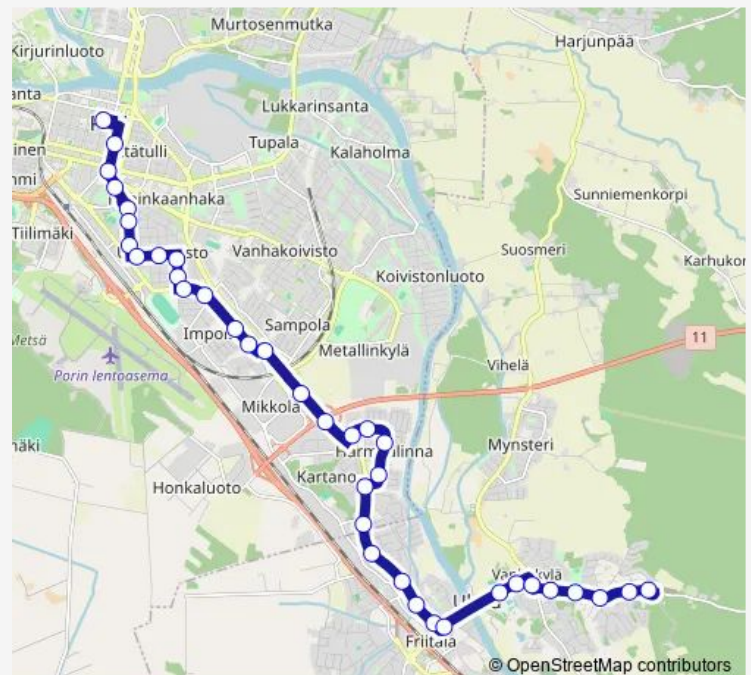 Murtosenmutka
Harjunpää
Kirjurinluoto
Lukkarinsanta
Tupala
Kalaholma
Sunniemenkorpi
Tiilimäki
Vanhakoivisto
Suosmeri
Karhukor
Koivistonluoto
Metsä
Sampola
Metallinkylä
11
Porin lentoasema
Vihelä
Mikkola
Mynsteri
Kartano
Honkaluoto
Friitala
© OpenStreetMap contributors